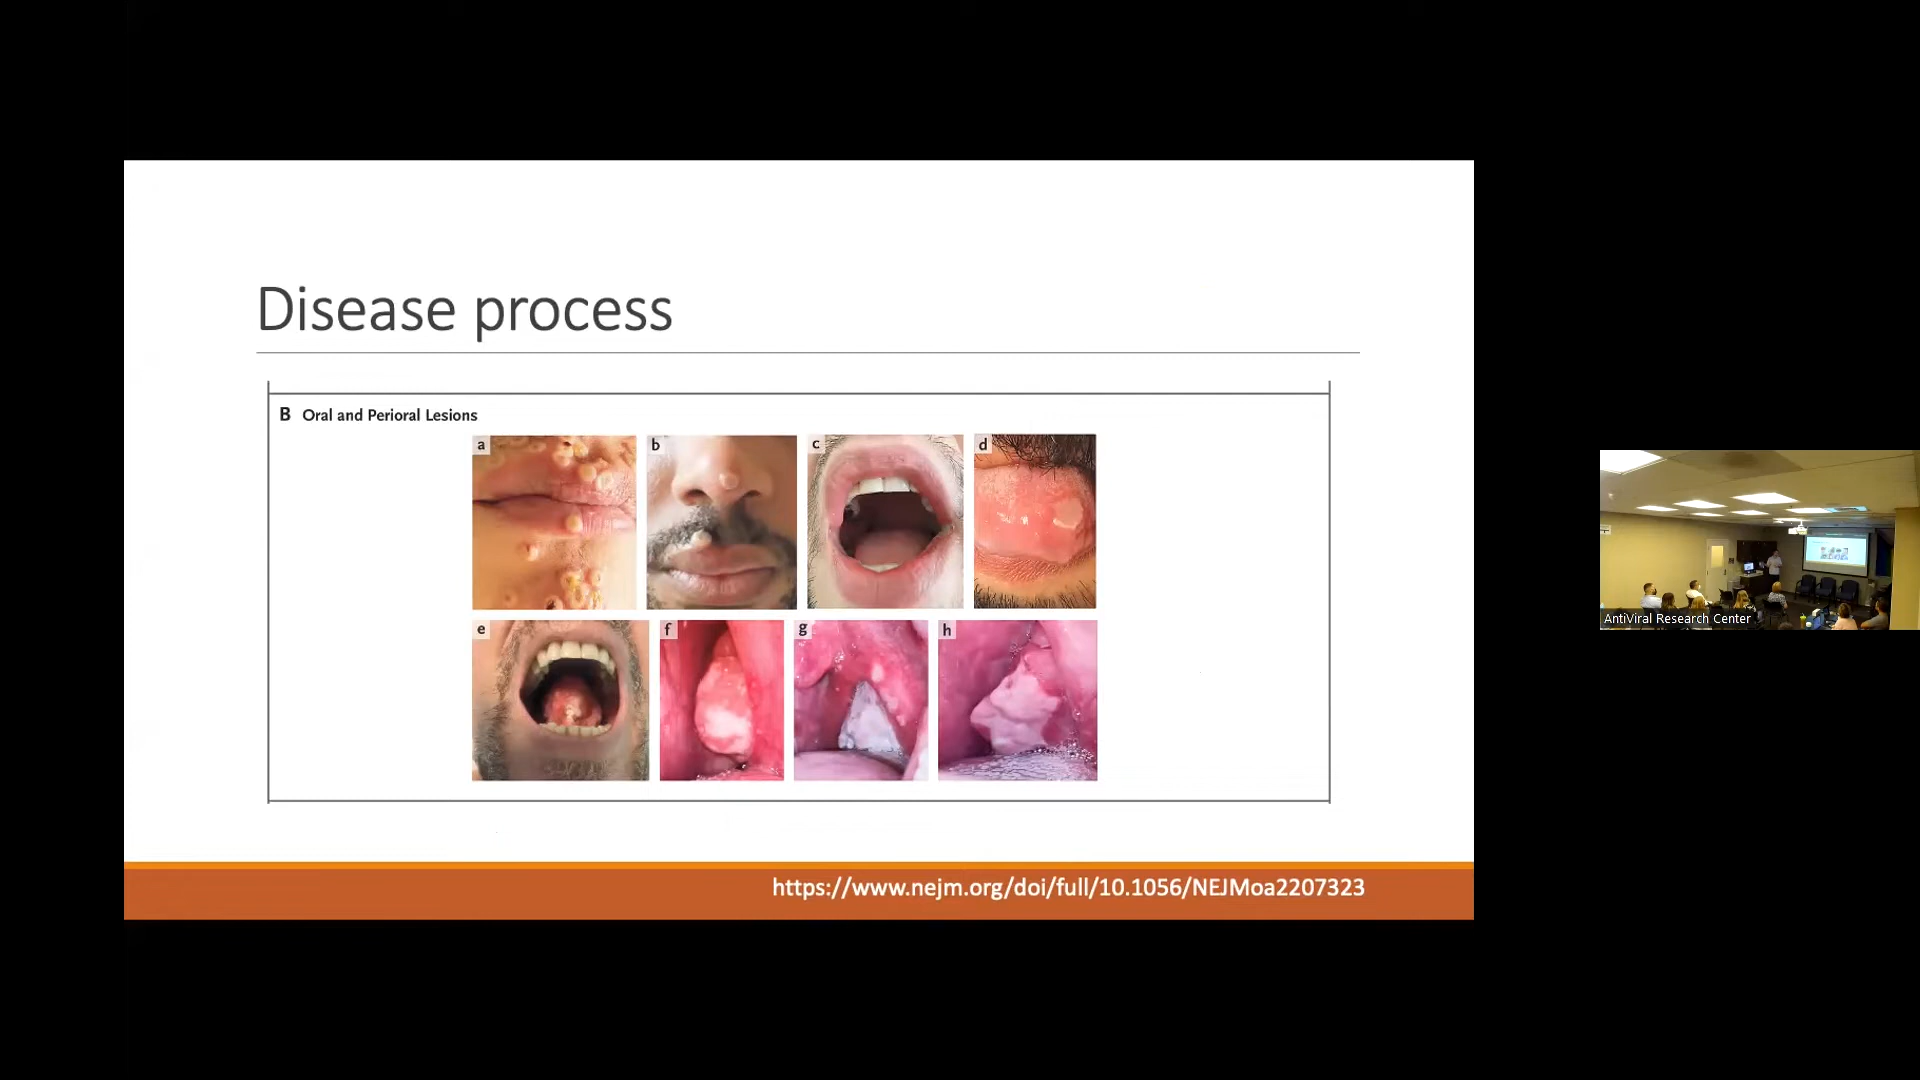 Disease process
B Oral and Perioral Lesions
a
b
c
d
e
f
g
h
https://www.nejm.org/doi/full/10.1056/NEJMoa2207323
AntiViral Research Center